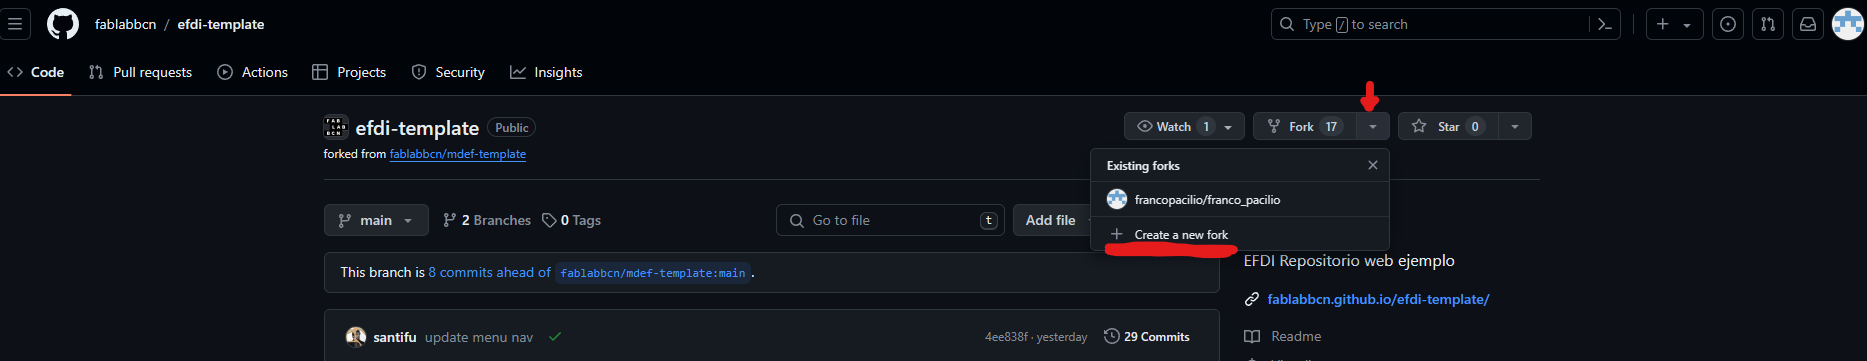 fablabbcn / efdi-template
Type / to search
Code Pull requests Actions Projects Security Insights
FAB LAB BCN
efdi-template Public
Watch 1 Fork 17 Star 0
forked from fablabbcn/mdef-template
Existing forks
francopacilio/franco_pacilio
Create a new fork
main 2 Branches 0 Tags Go to file t Add file
This branch is 8 commits ahead of fablabbcn/mdef-template:main.
EFDI Repositorio web ejemplo
fablabbcn.github.io/efdi-template/
santifu update menu nav 4ee838f · yesterday 29 Commits
Readme